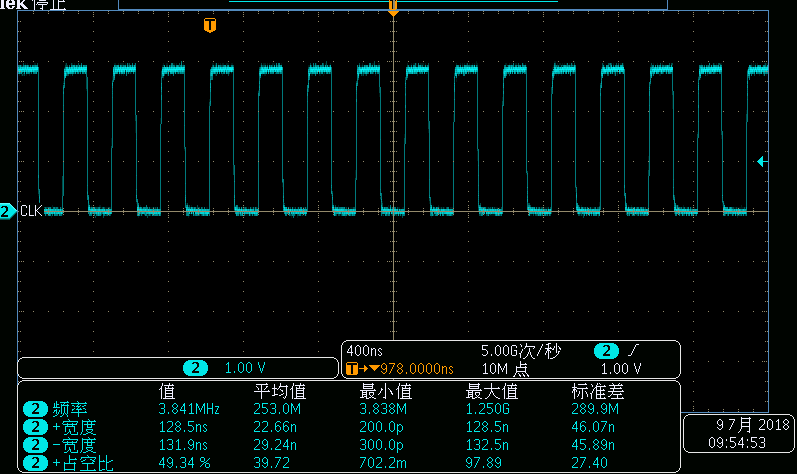 Tek 停止
T
T
2 CLK
2 1.00 V
400ns 5.00G次/秒 2 1.00 V
T→▼978.0000ns 10M 点
值 平均值 最小值 最大值 标准差
2 频率 3.841MHz 253.0M 3.838M 1.250G 289.9M
2 +宽度 128.5ns 22.66n 200.0p 128.5n 46.07n
2 -宽度 131.9ns 29.24n 300.0p 132.5n 45.89n
2 +占空比 49.34 % 39.72 702.2m 97.89 27.40
9 7月 2018
09:54:53